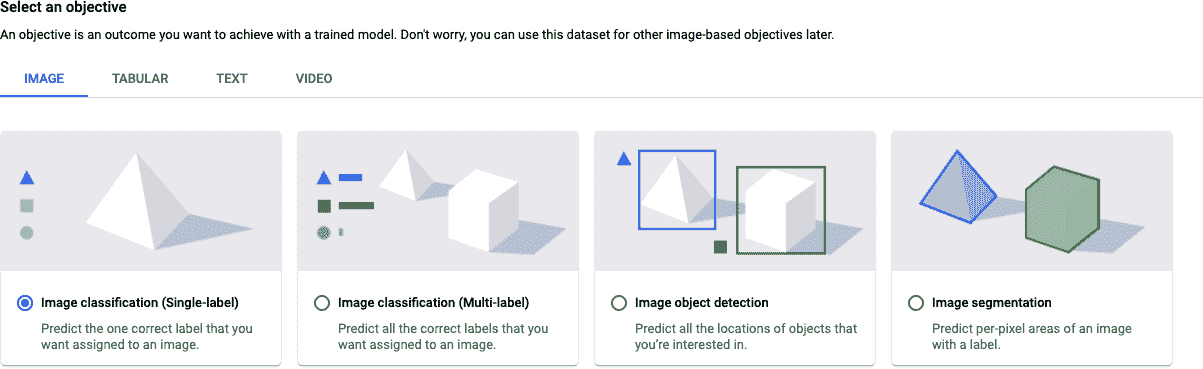 Select an objective
An objective is an outcome you want to achieve with a trained model. Don't worry, you can use this dataset for other image-based objectives later.
IMAGE
TABULAR
TEXT
VIDEO
Image classification (Single-label)
Predict the one correct label that you
want assigned to an image.
Image classification (Multi-label)
Predict all the correct labels that you
want assigned to an image.
Image object detection
Predict all the locations of objects that
you're interested in.
Image segmentation
Predict per-pixel areas of an image
with a label.